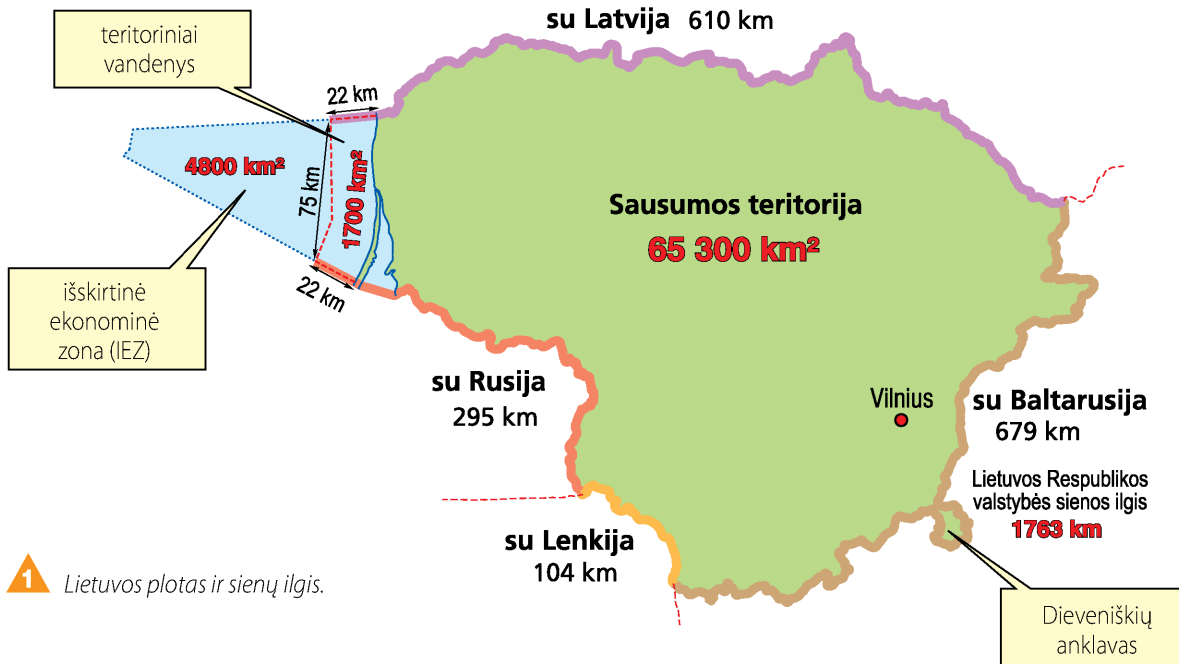 su Latvija 610 km
teritoriniai
vandenys
22 km
4800 km²
75 km
1700 km²
22 km
išskirtinė
ekonominė
zona (IEZ)
Sausumos teritorija
65 300 km²
su Rusija
295 km
Vilnius
su Baltarusija
679 km
Lietuvos Respublikos
valstybės sienos ilgis
1763 km
su Lenkija
104 km
1 Lietuvos plotas ir sienų ilgis.
Dieveniškių
anklavas